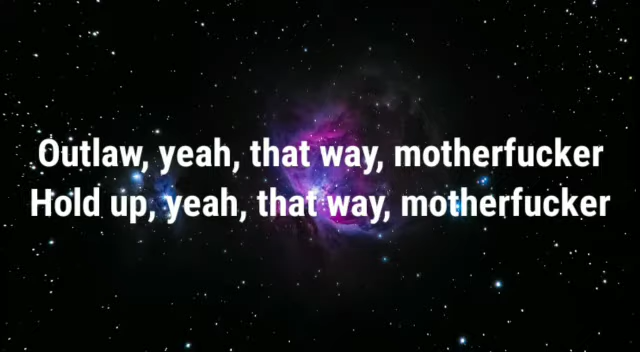 Outlaw, yeah, that way, motherfucker
Hold up, yeah, that way, motherfucker